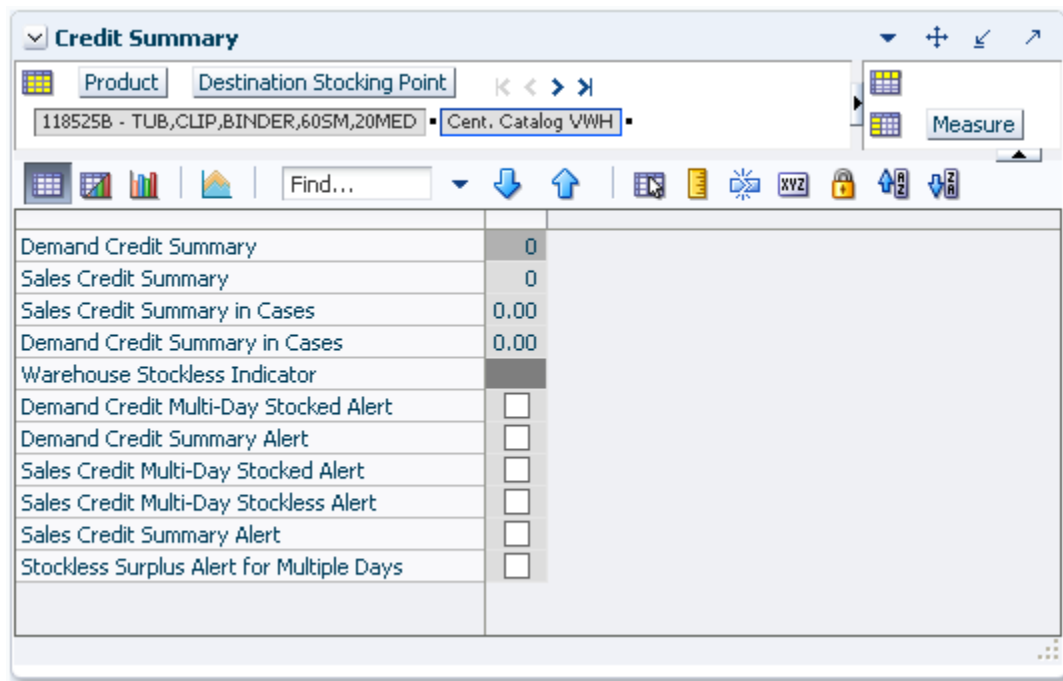 Credit Summary
Product Destination Stocking Point
118525B - TUB,CLIP,BINDER,60SM,20MED Cent. Catalog VWH
Measure
Find...
XYZ
A Z
Z A
Demand Credit Summary 0
Sales Credit Summary 0
Sales Credit Summary in Cases 0.00
Demand Credit Summary in Cases 0.00
Warehouse Stockless Indicator
Demand Credit Multi-Day Stocked Alert
Demand Credit Summary Alert
Sales Credit Multi-Day Stocked Alert
Sales Credit Multi-Day Stockless Alert
Sales Credit Summary Alert
Stockless Surplus Alert for Multiple Days